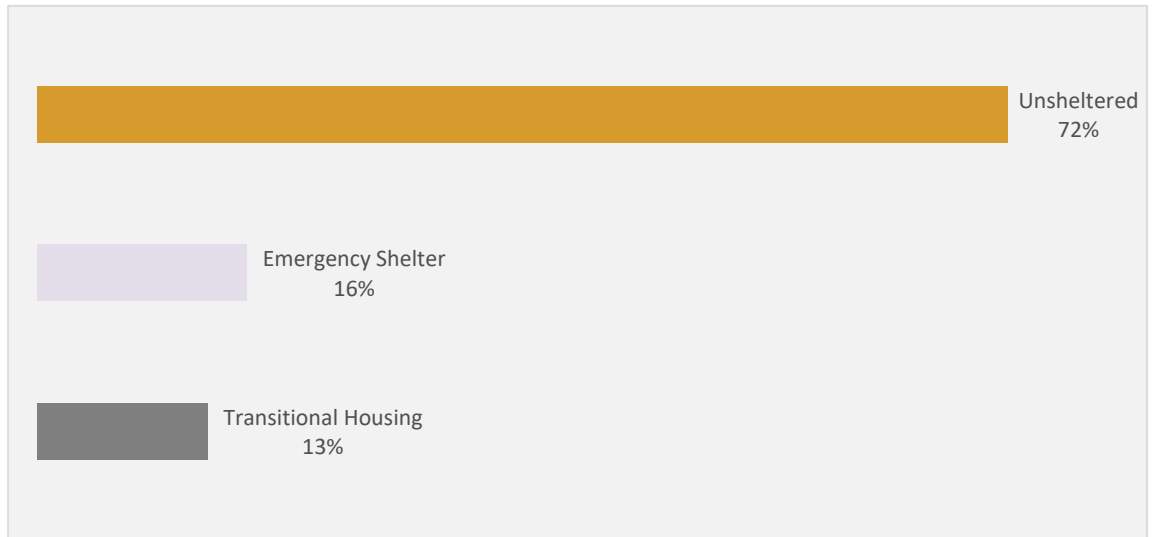 Unsheltered
72%
Emergency Shelter
16%
Transitional Housing
13%